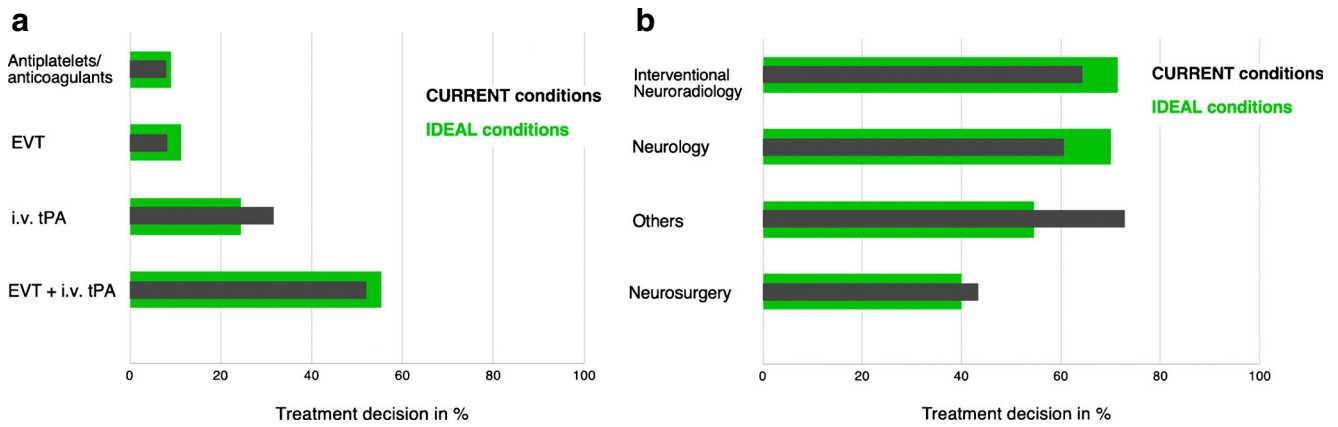 a
Antiplatelets/
anticoagulants
EVT
i.v. tPA
EVT + i.v. tPA
CURRENT conditions
IDEAL conditions
0 20 40 60 80 100
Treatment decision in %
b
Interventional
Neuroradiology
Neurology
Others
Neurosurgery
CURRENT conditions
IDEAL conditions
0 20 40 60 80 100
Treatment decision in %